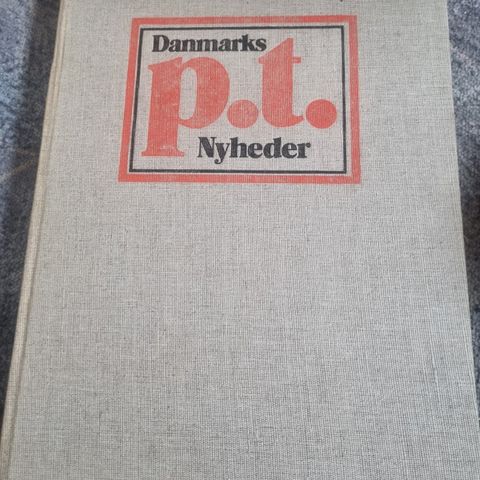 Danmarks
p.t.
Nyheder